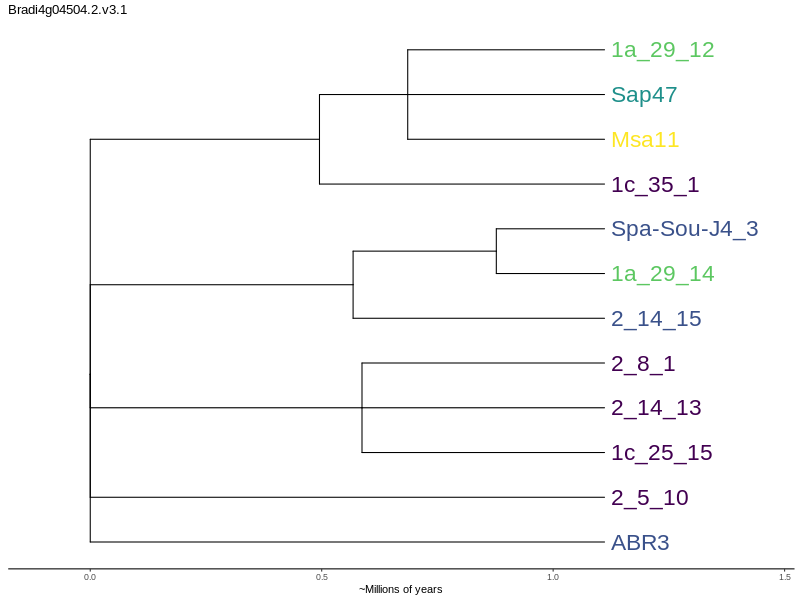 Bradi4g04504.2.v3.1
1a_29_12
Sap47
Msa11
1c_35_1
Spa-Sou-J4_3
1a_29_14
2_14_15
2_8_1
2_14_13
1c_25_15
2_5_10
ABR3
0.0 0.5 1.0 1.5
~Millions of years